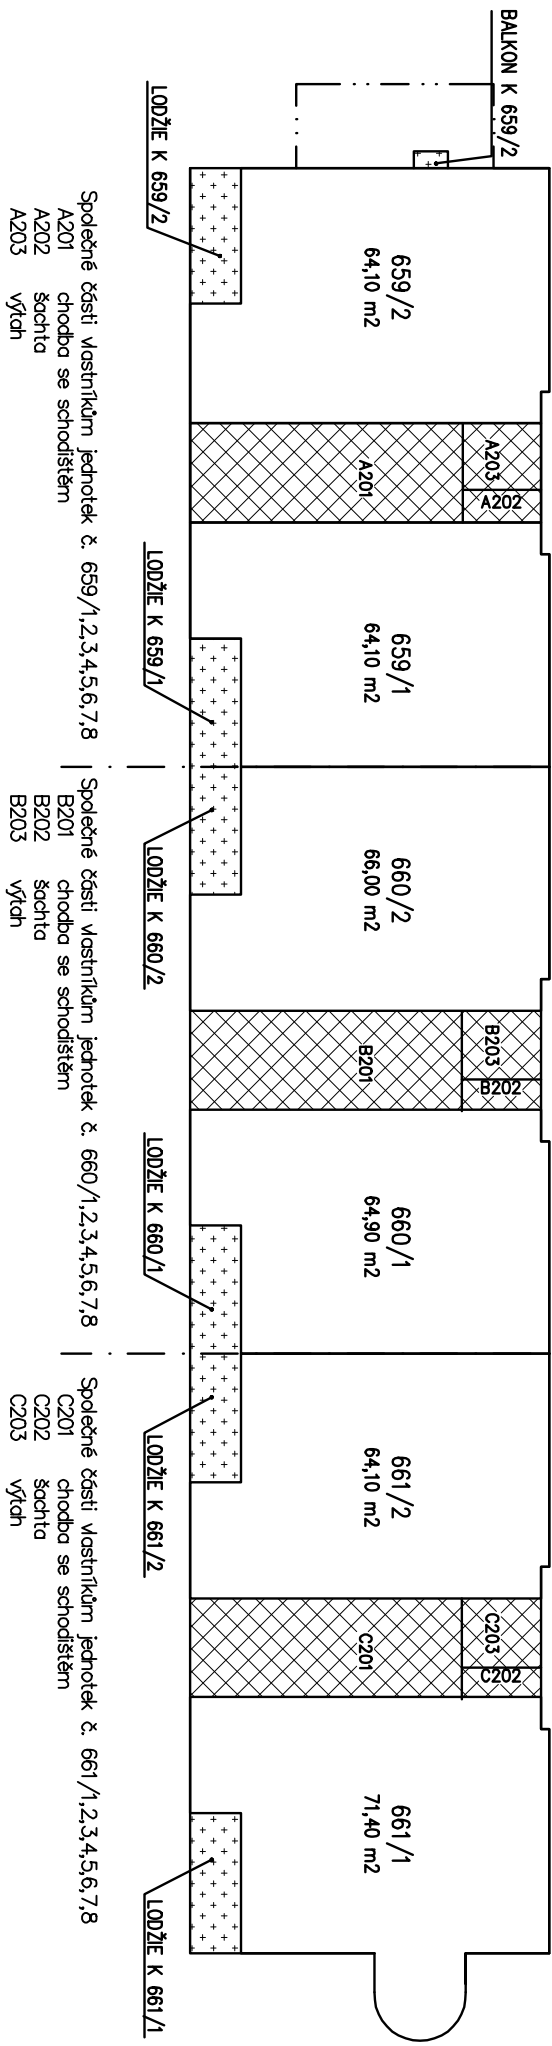 BALKON K 659/2
659/2
64,10 m2
A203
A202
A201
659/1
64,10 m2
660/2
66,00 m2
B203
B202
B201
660/1
64,90 m2
661/2
64,10 m2
C203
C202
C201
661/1
71,40 m2
LODŽIE K 659/2
LODŽIE K 659/1
LODŽIE K 660/2
LODŽIE K 660/1
LODŽIE K 661/2
LODŽIE K 661/1
Společné části vlastníkům jednotek č. 659/1,2,3,4,5,6,7,8
A201 chodba se schodištěm
A202 šachta
A203 výtah
Společné části vlastníkům jednotek č. 660/1,2,3,4,5,6,7,8
B201 chodba se schodištěm
B202 šachta
B203 výtah
Společné části vlastníkům jednotek č. 661/1,2,3,4,5,6,7,8
C201 chodba se schodištěm
C202 šachta
C203 výtah